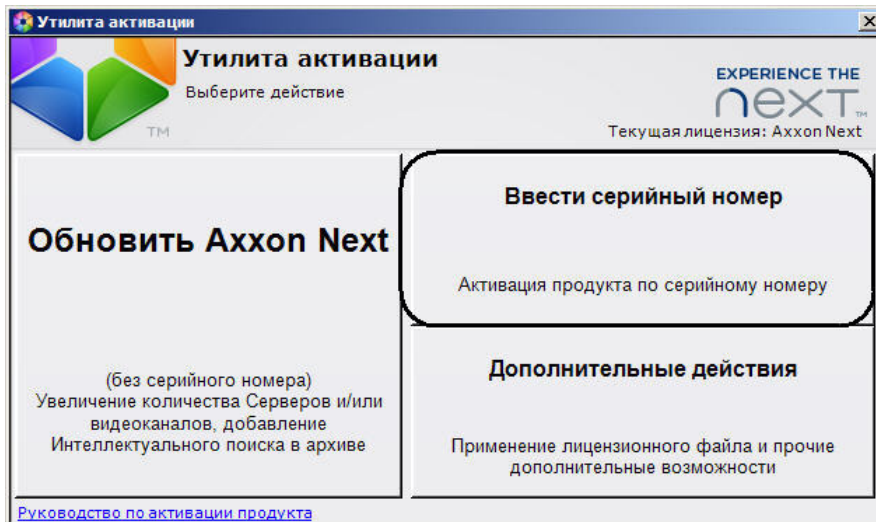 Утилита активации
Утилита активации
Выберите действие
EXPERIENCE THE
next
TM
TM
Текущая лицензия: Axxon Next
Обновить Axxon Next
(без серийного номера)
Увеличение количества Серверов и/или
видеоканалов, добавление
Интеллектуального поиска в архиве
Ввести серийный номер
Активация продукта по серийному номеру
Дополнительные действия
Применение лицензионного файла и прочие
дополнительные возможности
Руководство по активации продукта